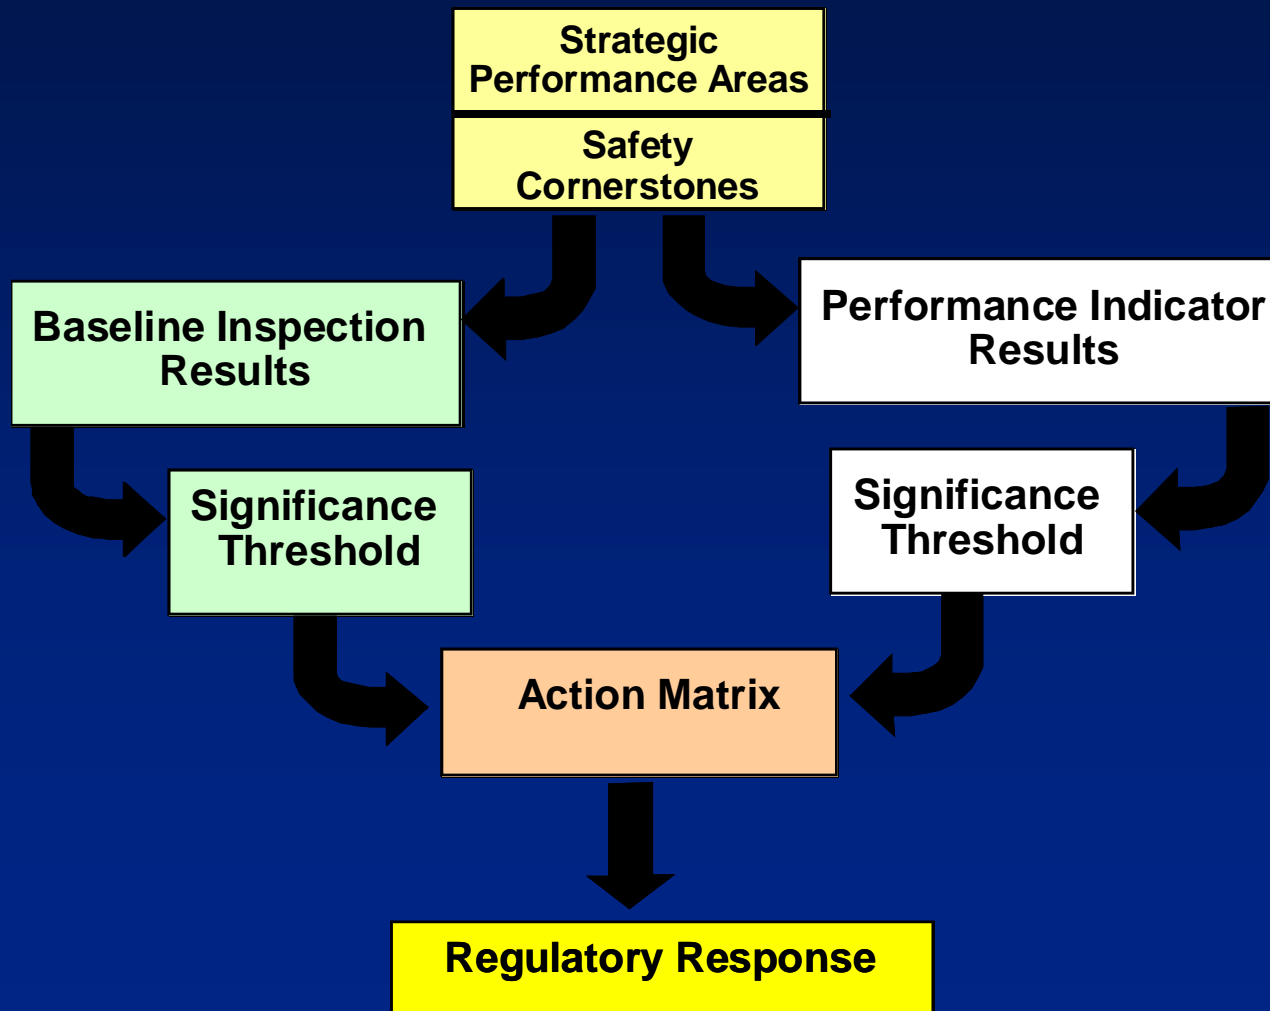 Strategic
Performance Areas
Safety
Cornerstones
Baseline Inspection
Results
Performance Indicator
Results
Significance
Threshold
Significance
Threshold
Action Matrix
Regulatory Response